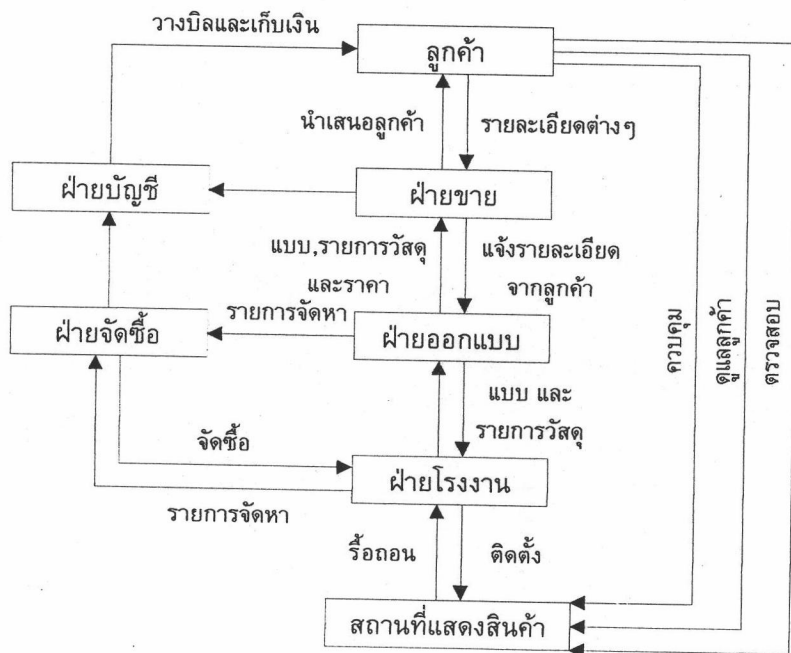 วางบิลและเก็บเงิน
ลูกค้า
นำเสนอลูกค้า
รายละเอียดต่างๆ
ฝ่ายบัญชี
ฝ่ายขาย
แบบ,รายการวัสดุ
และราคา
แจ้งรายละเอียด
จากลูกค้า
รายการจัดหา
ฝ่ายจัดซื้อ
ฝ่ายออกแบบ
ควบคุม
ดูแลลูกค้า
ตรวจสอบ
แบบ และ
รายการวัสดุ
จัดซื้อ
ฝ่ายโรงงาน
รายการจัดหา
รื้อถอน
ติดตั้ง
สถานที่แสดงสินค้า